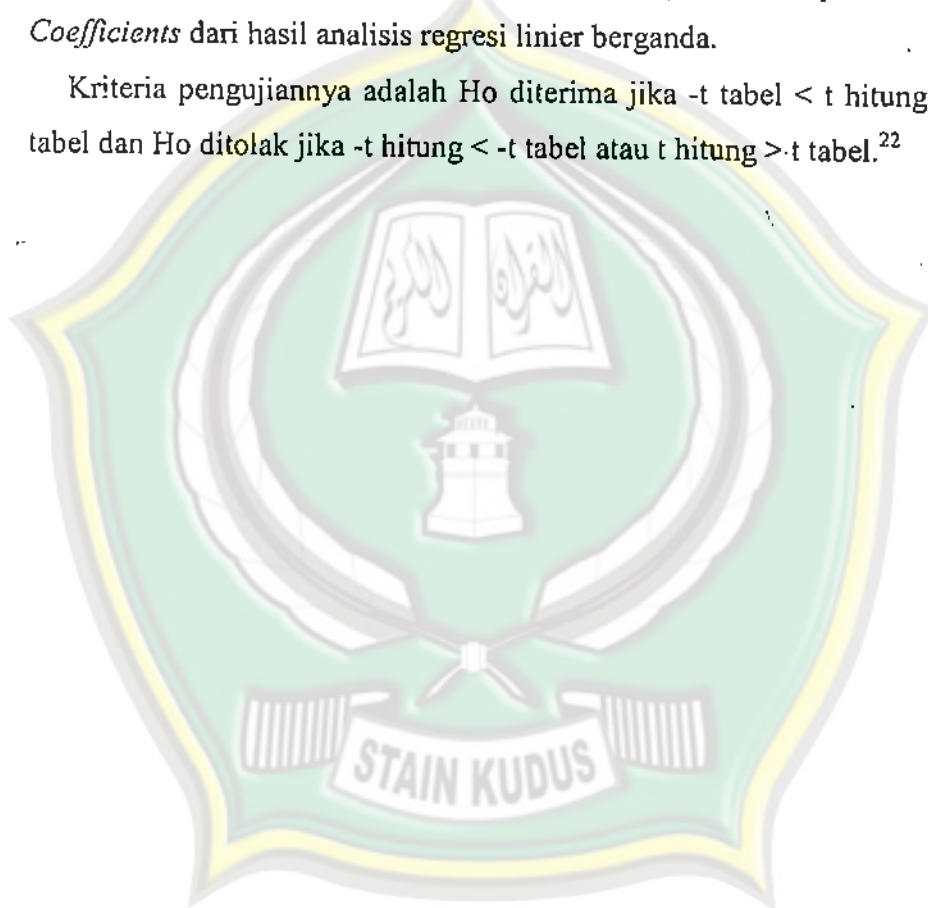 Coefficients dari hasil analisis regresi linier berganda.
Kriteria pengujiannya adalah Ho diterima jika -t tabel < t hitung
tabel dan Ho ditolak jika -t hitung < -t tabel atau t hitung > t tabel.22
STAIN KUDUS